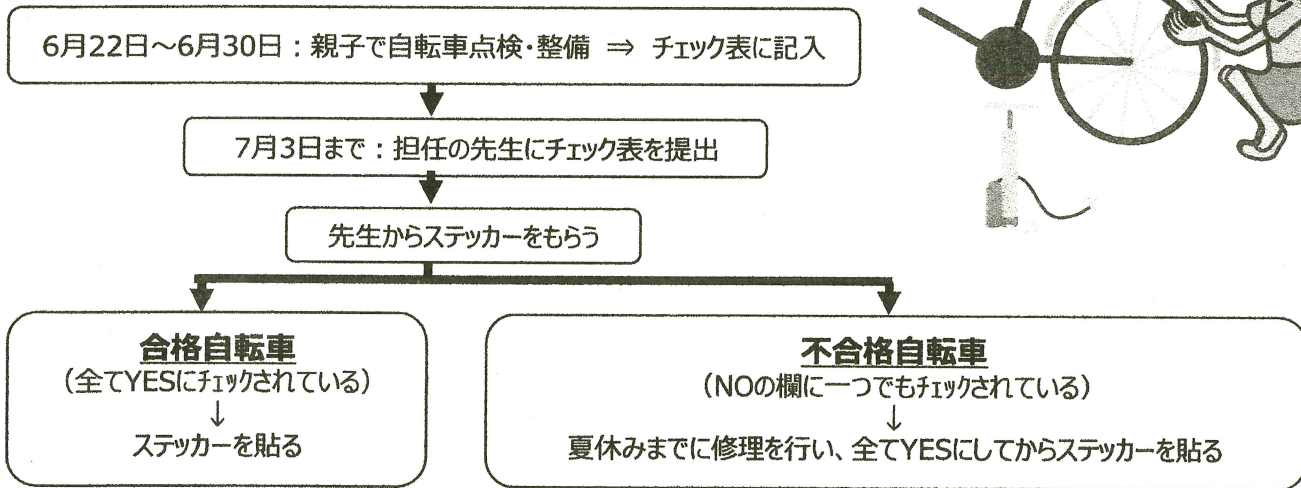 6月22日~6月30日：親子で自転車点検・整備 ⇒ チェック表に記入
7月3日まで：担任の先生にチェック表を提出
先生からステッカーをもらう
合格自転車
（全てYESにチェックされている）
↓
ステッカーを貼る
不合格自転車
（NOの欄に一つでもチェックされている）
↓
夏休みまでに修理を行い、全てYESにしてからステッカーを貼る